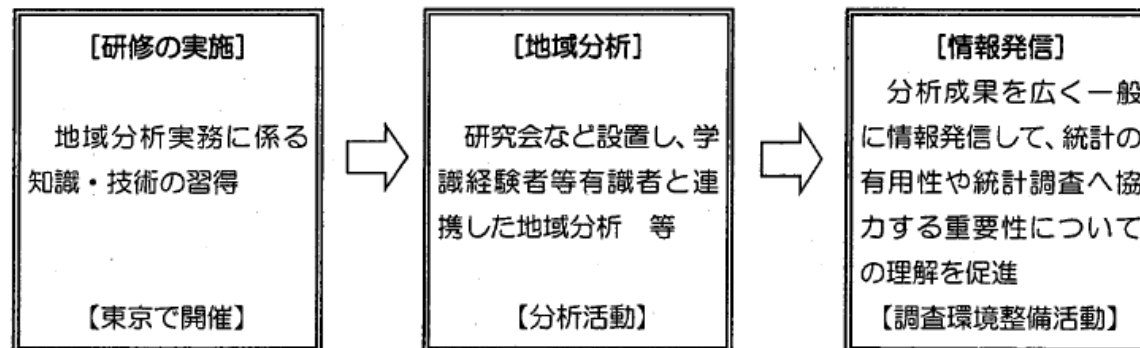 [研修の実施]
地域分析実務に係る
知識・技術の習得
【東京で開催】
[地域分析]
研究会など設置し、学
識経験者等有識者と連
携した地域分析　等
【分析活動】
[情報発信]
分析成果を広く一般
に情報発信して、統計の
有用性や統計調査へ協
力する重要性について
の理解を促進
【調査環境整備活動】